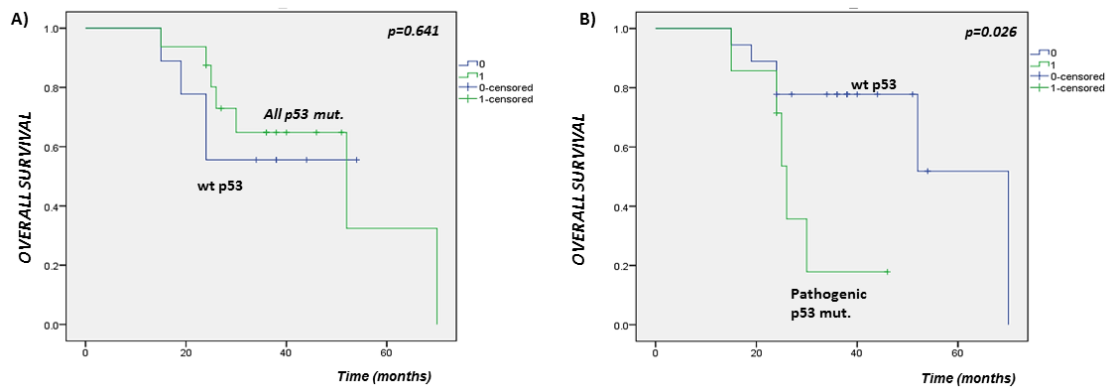 A)
p=0.641
OVERALL SURVIVAL
1.0
0.8
0.6
0.4
0.2
0.0
All p53 mut.
wt p53
0
20
40
60
Time (months)
0
1
0-censored
1-censored
B)
p=0.026
OVERALL SURVIVAL
1.0
0.8
0.6
0.4
0.2
0.0
wt p53
Pathogenic
p53 mut.
0
20
40
60
Time (months)
0
1
0-censored
1-censored